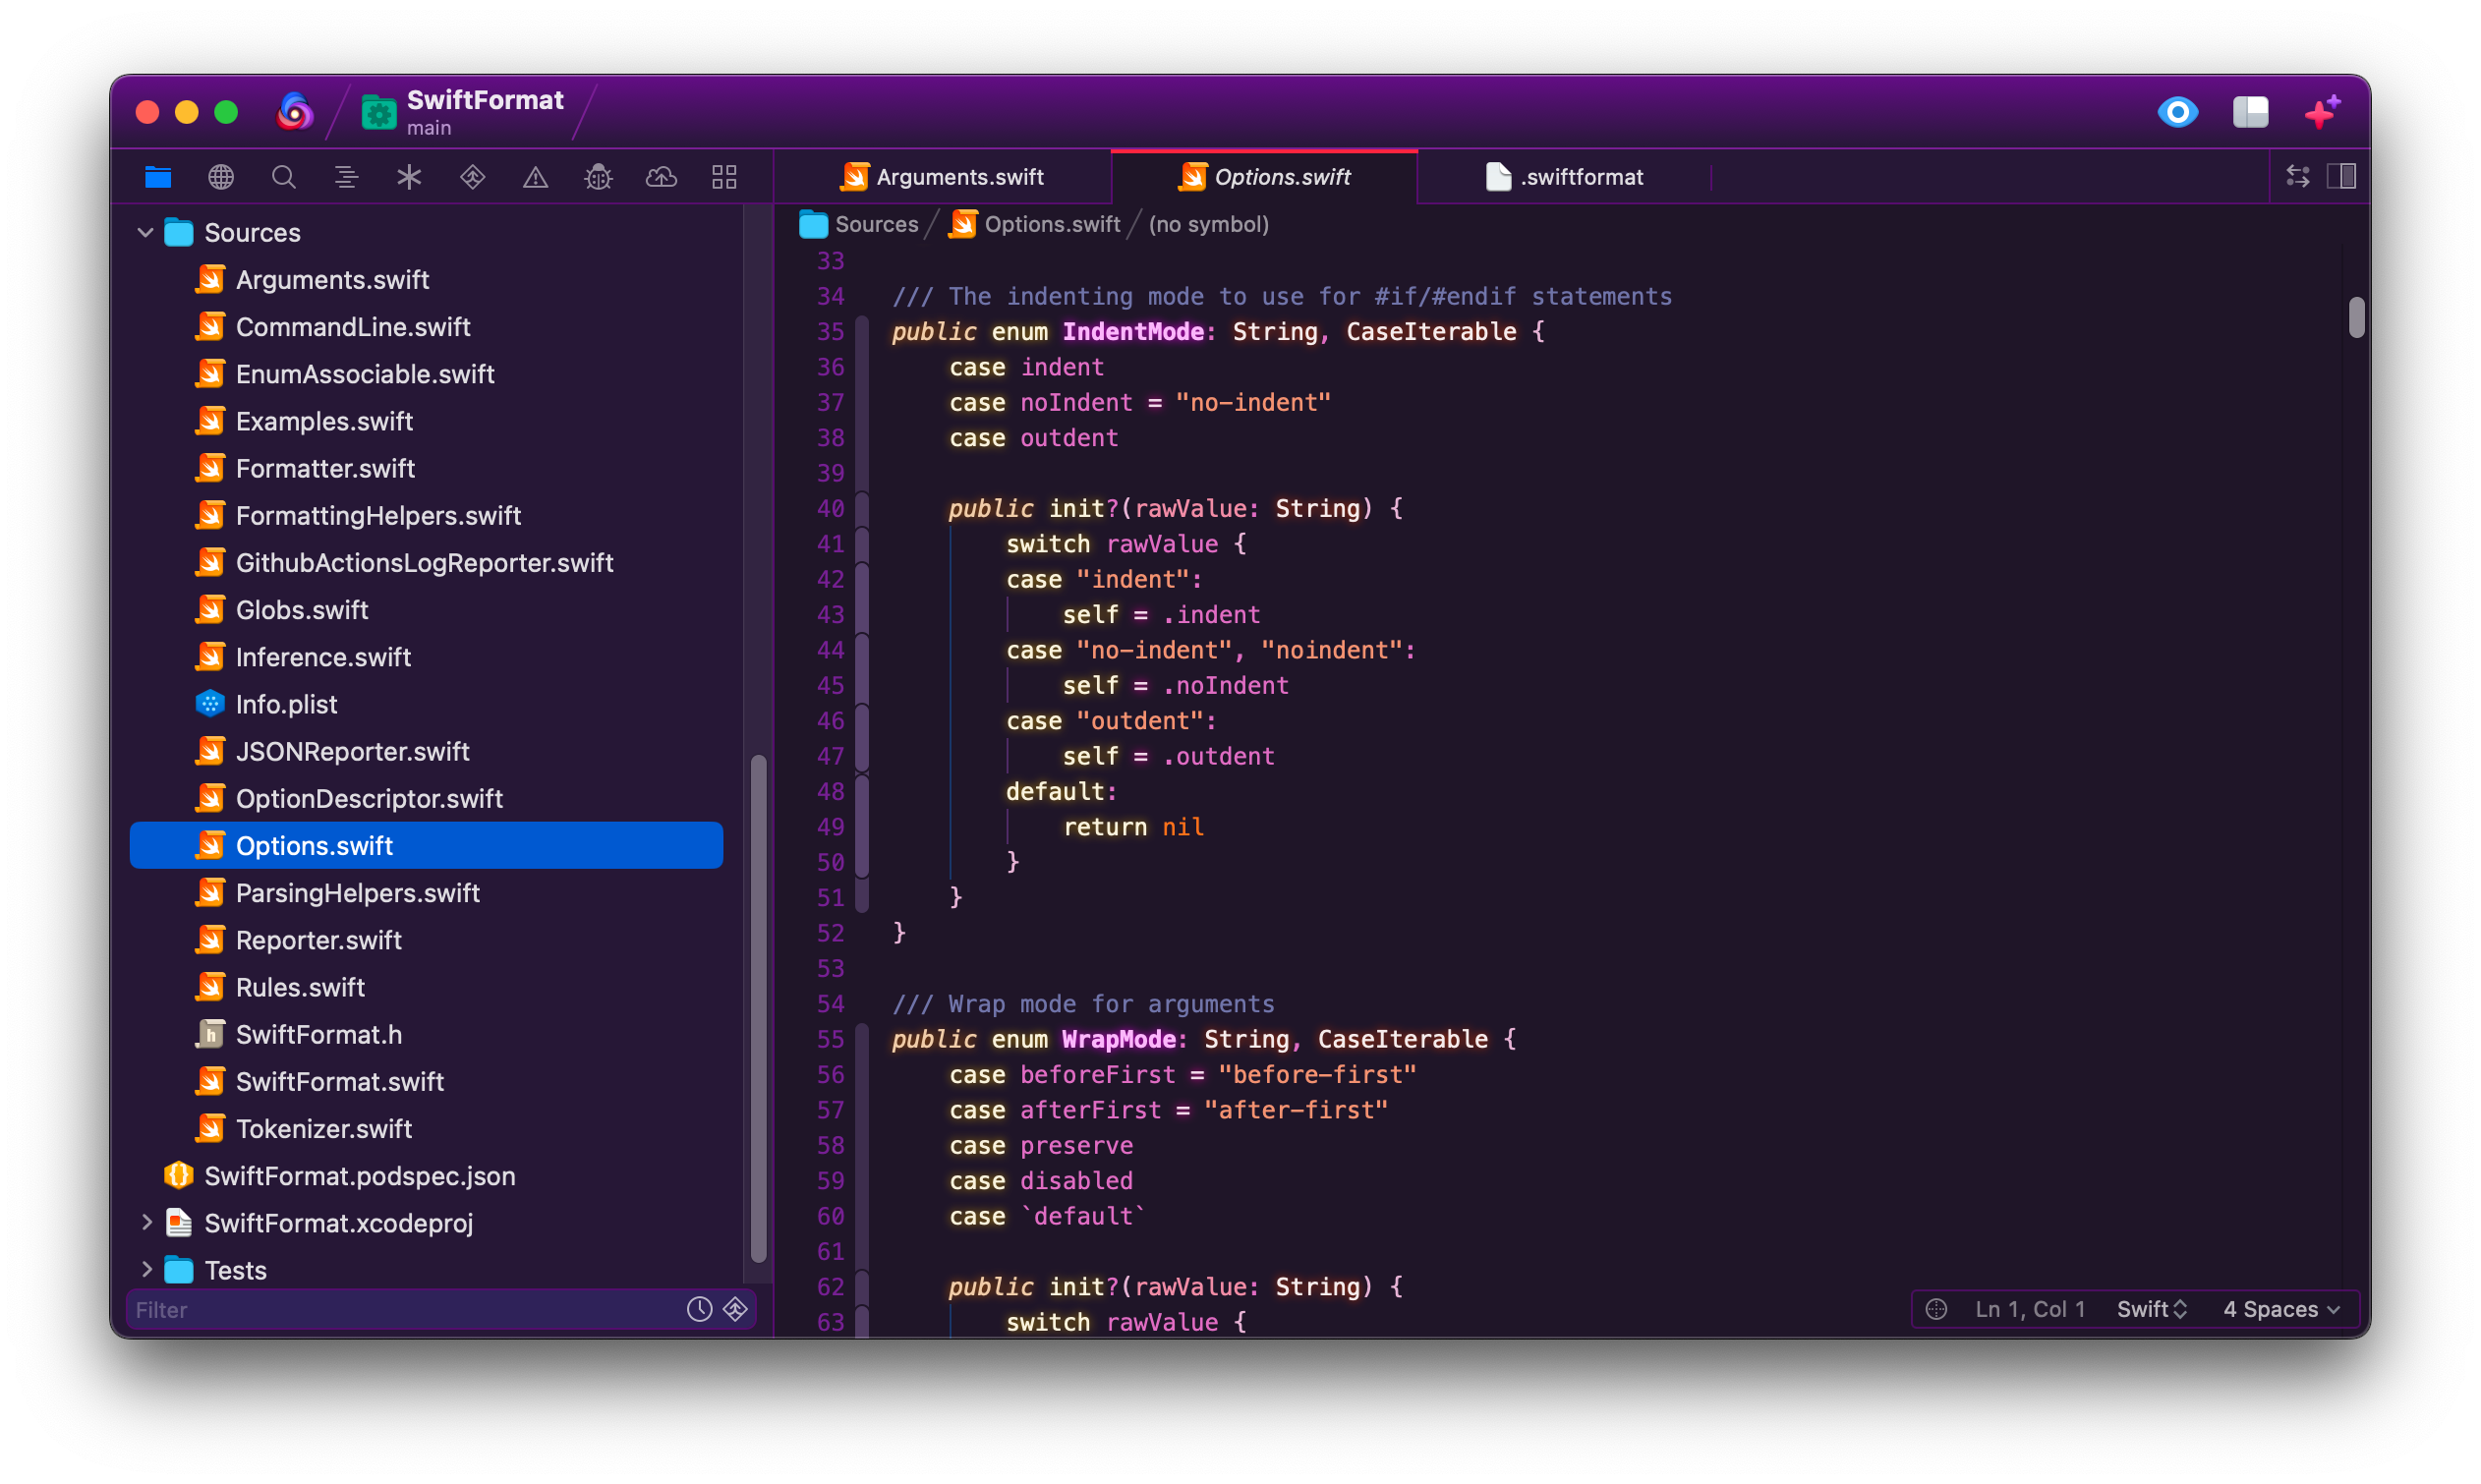 SwiftFormat
main
Arguments.swift
Options.swift
.swiftformat
Sources
Arguments.swift
CommandLine.swift
EnumAssociable.swift
Examples.swift
Formatter.swift
FormattingHelpers.swift
GithubActionsLogReporter.swift
Globs.swift
Inference.swift
Info.plist
JSONReporter.swift
OptionDescriptor.swift
Options.swift
ParsingHelpers.swift
Reporter.swift
Rules.swift
h SwiftFormat.h
SwiftFormat.swift
Tokenizer.swift
{} SwiftFormat.podspec.json
SwiftFormat.xcodeproj
Tests
Filter
Sources / Options.swift / (no symbol)
33
34 /// The indenting mode to use for #if/#endif statements
35 public enum IndentMode: String, CaseIterable {
36     case indent
37     case noIndent = "no-indent"
38     case outdent
39
40     public init?(rawValue: String) {
41         switch rawValue {
42         case "indent":
43             self = .indent
44         case "no-indent", "noindent":
45             self = .noIndent
46         case "outdent":
47             self = .outdent
48         default:
49             return nil
50         }
51     }
52 }
53
54 /// Wrap mode for arguments
55 public enum WrapMode: String, CaseIterable {
56     case beforeFirst = "before-first"
57     case afterFirst = "after-first"
58     case preserve
59     case disabled
60     case `default`
61
62     public init?(rawValue: String) {
63         switch rawValue {
Ln 1, Col 1 Swift 4 Spaces